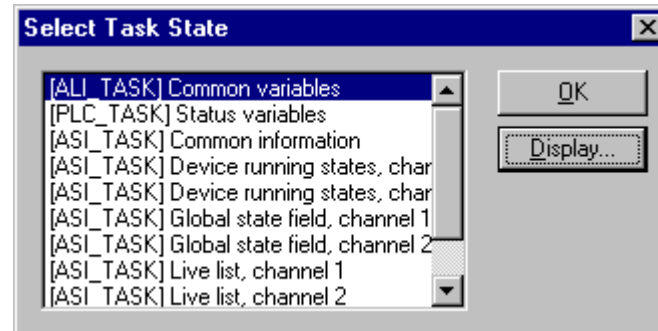 Select Task State
[ALI_TASK] Common variables
[PLC_TASK] Status variables
[ASI_TASK] Common information
[ASI_TASK] Device running states, char
[ASI_TASK] Device running states, char
[ASI_TASK] Global state field, channel 1
[ASI_TASK] Global state field, channel 2
[ASI_TASK] Live list, channel 1
[ASI_TASK] Live list, channel 2
OK
Display...